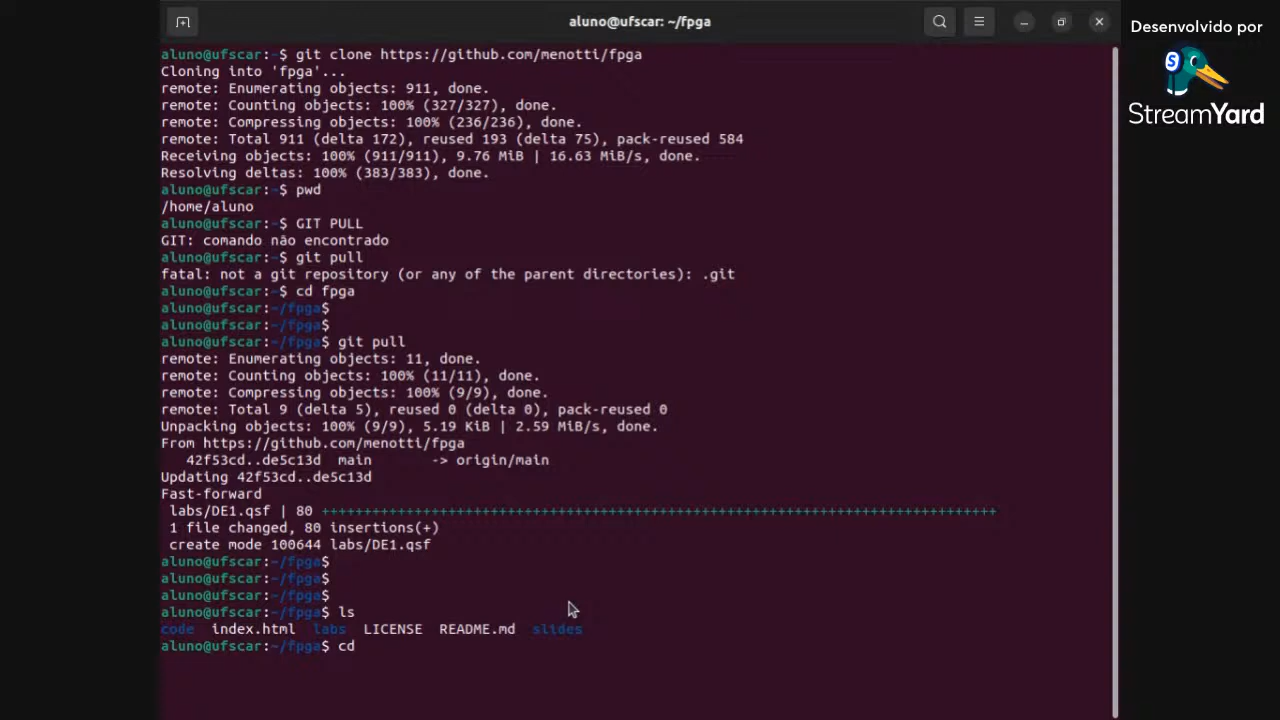 aluno@ufscar: ~/fpga
Desenvolvido por
S
StreamYard
aluno@ufscar:~$ git clone https://github.com/menotti/fpga
Cloning into 'fpga'...
remote: Enumerating objects: 911, done.
remote: Counting objects: 100% (327/327), done.
remote: Compressing objects: 100% (236/236), done.
remote: Total 911 (delta 172), reused 193 (delta 75), pack-reused 584
Receiving objects: 100% (911/911), 9.76 MiB | 16.63 MiB/s, done.
Resolving deltas: 100% (383/383), done.
aluno@ufscar:~$ pwd
/home/aluno
aluno@ufscar:~$ GIT PULL
GIT: comando não encontrado
aluno@ufscar:~$ git pull
fatal: not a git repository (or any of the parent directories): .git
aluno@ufscar:~$ cd fpga
aluno@ufscar:~/fpga$
aluno@ufscar:~/fpga$
aluno@ufscar:~/fpga$ git pull
remote: Enumerating objects: 11, done.
remote: Counting objects: 100% (11/11), done.
remote: Compressing objects: 100% (9/9), done.
remote: Total 9 (delta 5), reused 0 (delta 0), pack-reused 0
Unpacking objects: 100% (9/9), 5.19 KiB | 2.59 MiB/s, done.
From https://github.com/menotti/fpga
   42f53cd..de5c13d  main       -> origin/main
Updating 42f53cd..de5c13d
Fast-forward
 labs/DE1.qsf | 80 ++++++++++++++++++++++++++++++++++++++++++++++++++++++++++++++++++++++++++++++++
 1 file changed, 80 insertions(+)
 create mode 100644 labs/DE1.qsf
aluno@ufscar:~/fpga$
aluno@ufscar:~/fpga$
aluno@ufscar:~/fpga$
aluno@ufscar:~/fpga$ ls
code  index.html  labs  LICENSE  README.md  slides
aluno@ufscar:~/fpga$ cd